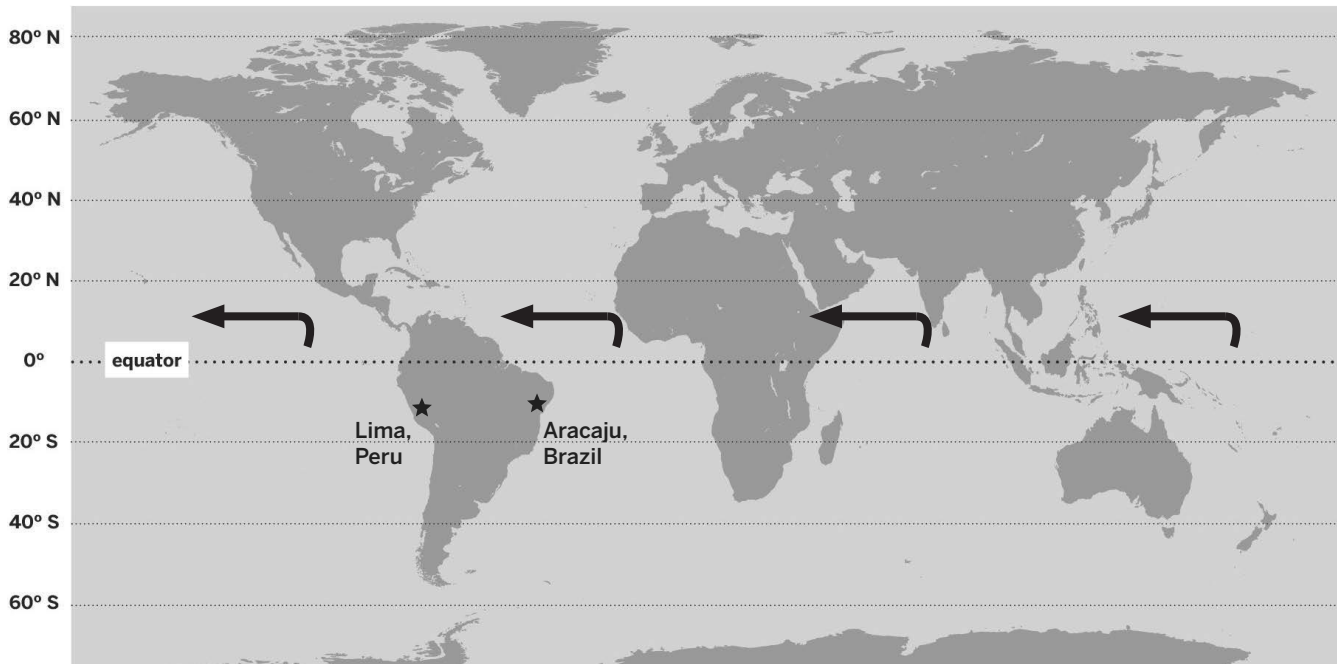 80º N
60º N
40º N
20º N
0º
equator
Lima,
Peru
Aracaju,
Brazil
20º S
40º S
60º S